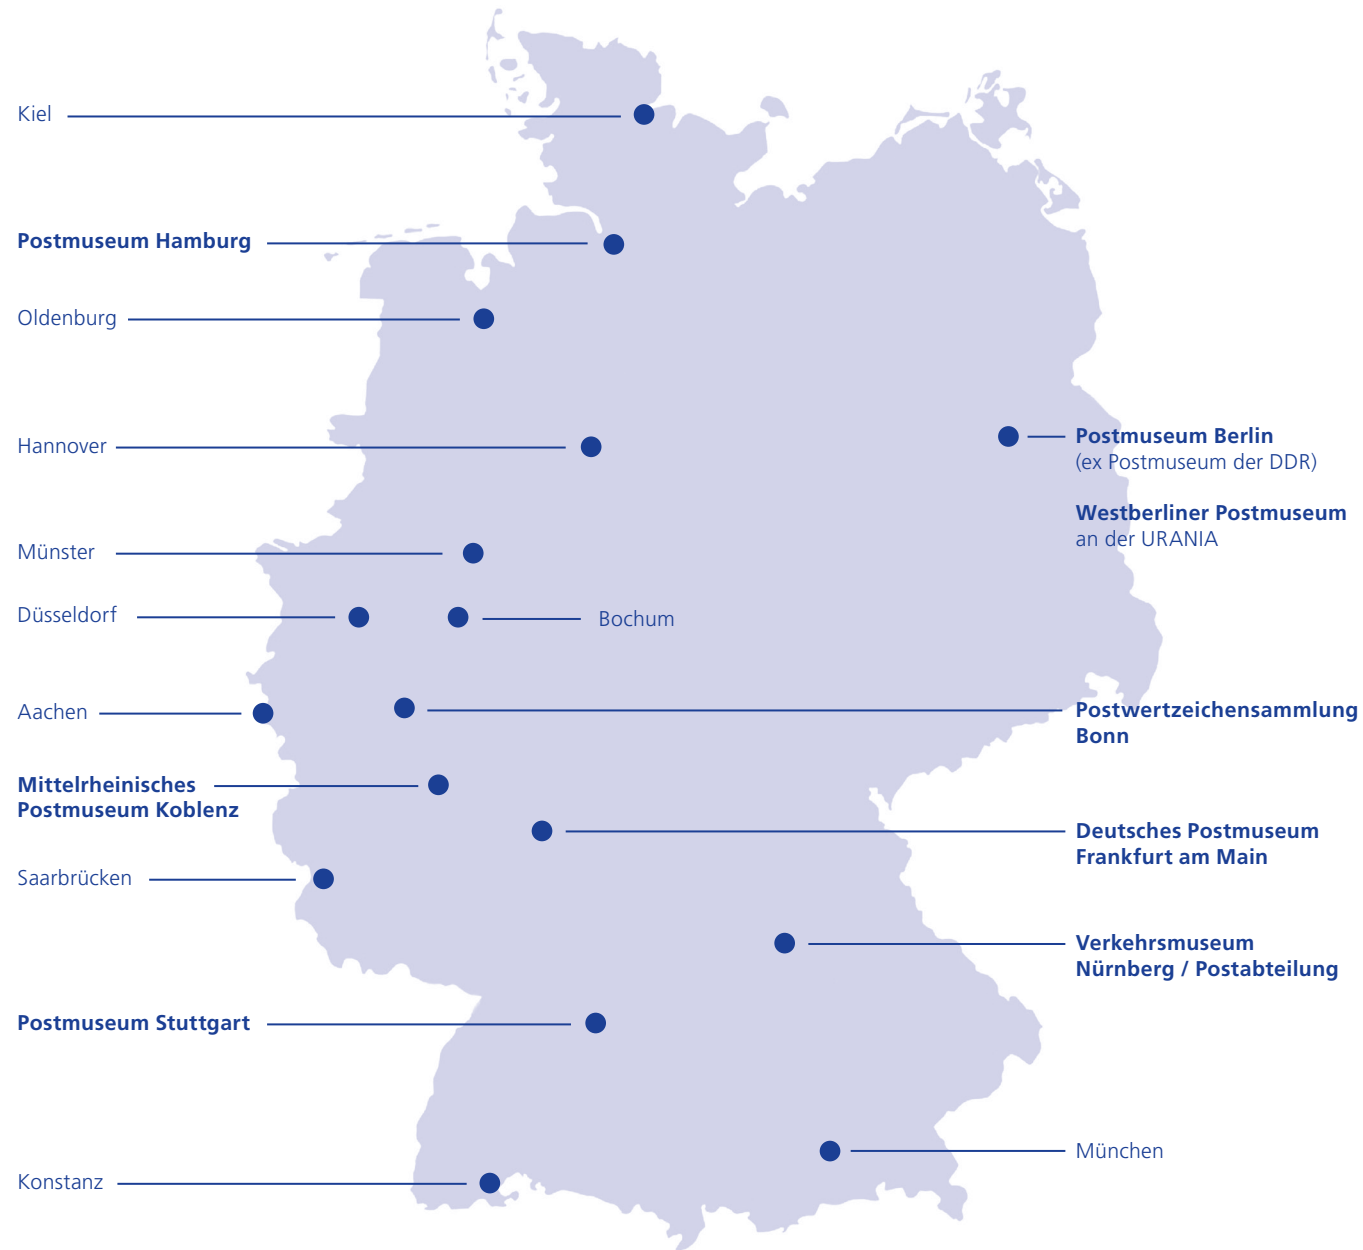 Kiel
Postmuseum Hamburg
Oldenburg
Hannover
Münster
Düsseldorf
Bochum
Aachen
Mittelrheinisches
Postmuseum Koblenz
Saarbrücken
Postmuseum Stuttgart
Konstanz
Postmuseum Berlin
(ex Postmuseum der DDR)
Westberliner Postmuseum
an der URANIA
Postwertzeichensammlung
Bonn
Deutsches Postmuseum
Frankfurt am Main
Verkehrsmuseum
Nürnberg / Postabteilung
München